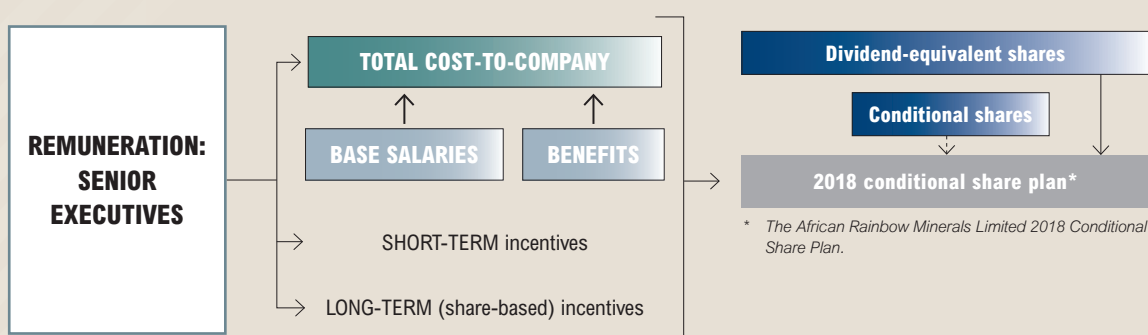 REMUNERATION:
SENIOR
EXECUTIVES
TOTAL COST-TO-COMPANY
BASE SALARIES
BENEFITS
SHORT-TERM incentives
LONG-TERM (share-based) incentives
Dividend-equivalent shares
Conditional shares
2018 conditional share plan*
* The African Rainbow Minerals Limited 2018 Conditional
Share Plan.